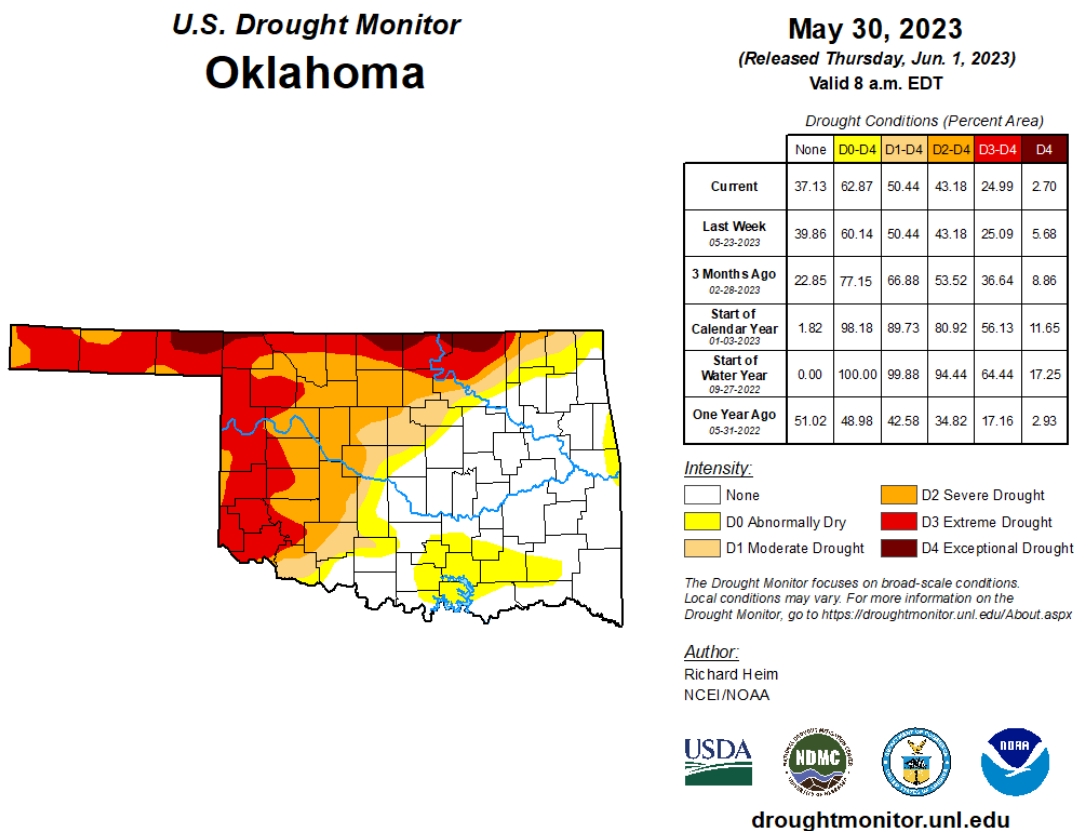 U.S. Drought Monitor
Oklahoma
May 30, 2023
(Released Thursday, Jun. 1, 2023)
Valid 8 a.m. EDT
Drought Conditions (Percent Area)
None D0-D4 D1-D4 D2-D4 D3-D4 D4
Current 37.13 62.87 50.44 43.18 24.99 2.70
Last Week
05-23-2023
39.86 60.14 50.44 43.18 25.09 5.68
3 Months Ago
02-28-2023
22.85 77.15 66.88 53.52 36.64 8.86
Start of
Calendar Year
01-03-2023
1.82 98.18 89.73 80.92 56.13 11.65
Start of
Water Year
09-27-2022
0.00 100.00 99.88 94.44 64.44 17.25
One Year Ago
05-31-2022
51.02 48.98 42.58 34.82 17.16 2.93
Intensity:
None
D0 Abnormally Dry
D1 Moderate Drought
D2 Severe Drought
D3 Extreme Drought
D4 Exceptional Drought
The Drought Monitor focuses on broad-scale conditions.
Local conditions may vary. For more information on the
Drought Monitor, go to https://droughtmonitor.unl.edu/About.aspx
Author:
Richard Heim
NCEI/NOAA
USDA
NDMC
NOAA
droughtmonitor.unl.edu